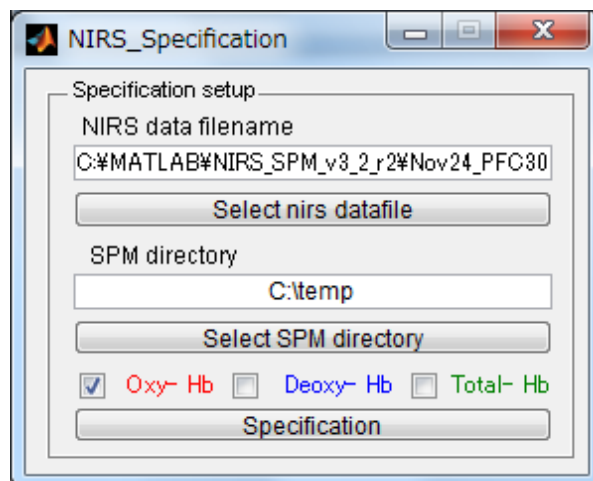 NIRS_Specification
Specification setup
NIRS data filename
C:¥MATLAB¥NIRS_SPM_v3_2_r2¥Nov24_PFC30
Select nirs datafile
SPM directory
C:\temp
Select SPM directory
Oxy- Hb Deoxy- Hb Total- Hb
Specification